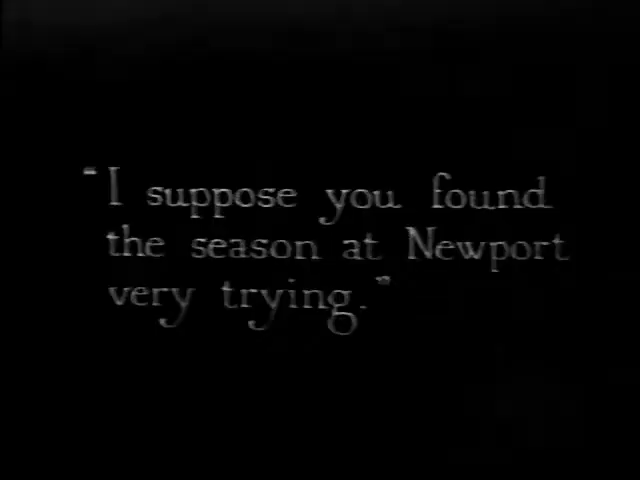 “I suppose you found
the season at Newport
very trying.”